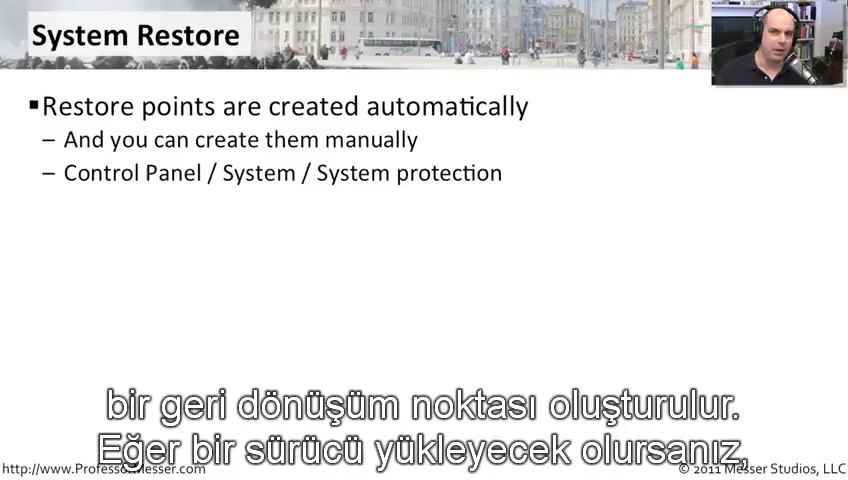 System Restore
▪Restore points are created automatically
– And you can create them manually
– Control Panel / System / System protection
bir geri dönüşüm noktası oluşturulur.
Eğer bir sürücü yükleyecek olursanız,
http://www.ProfessorMesser.com
© 2011 Messer Studios, LLC